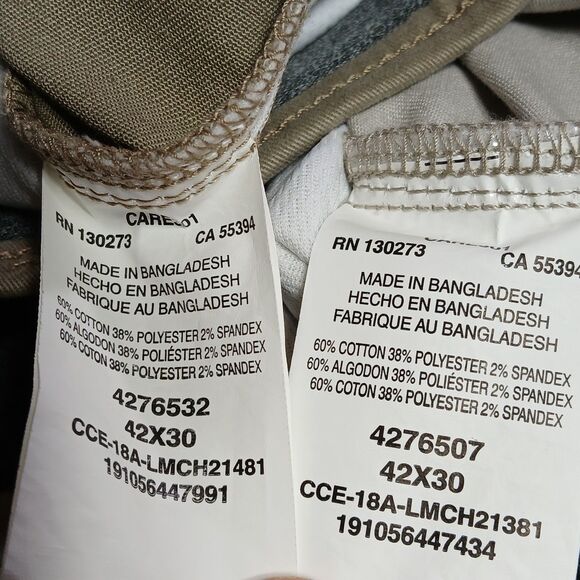 CARE
RN 130273
CA 55394
MADE IN BANGLADESH
HECHO EN BANGLADESH
FABRIQUE AU BANGLADESH
60% COTTON 38% POLYESTER 2% SPANDEX
60% ALGODON 38% POLIÉSTER 2% SPANDEX
60% COTON 38% POLYESTER 2% SPANDEX
4276532
42X30
CCE-18A-LMCH21481
191056447991
RN 130273
CA 55394
MADE IN BANGLADESH
HECHO EN BANGLADESH
FABRIQUE AU BANGLADESH
60% COTTON 38% POLYESTER 2% SPANDEX
60% ALGODON 38% POLIÉSTER 2% SPANDEX
60% COTON 38% POLYESTER 2% SPANDEX
4276507
42X30
CCE-18A-LMCH21381
191056447434